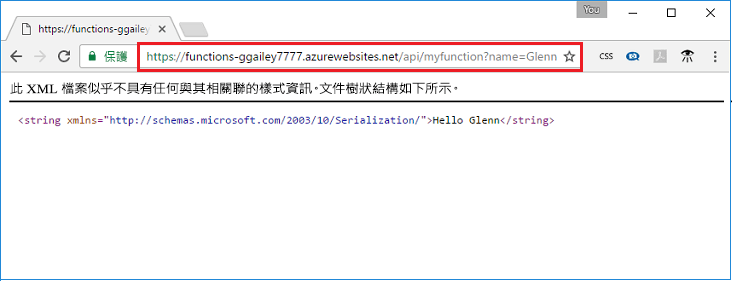 You
https://functions-ggailey
保護
https://functions-ggailey7777.azurewebsites.net/api/myfunction?name=Glenn
CSS
此 XML 檔案似乎不具有任何與其相關聯的樣式資訊。文件樹狀結構如下所示。
<string xmlns="http://schemas.microsoft.com/2003/10/Serialization/">Hello Glenn</string>